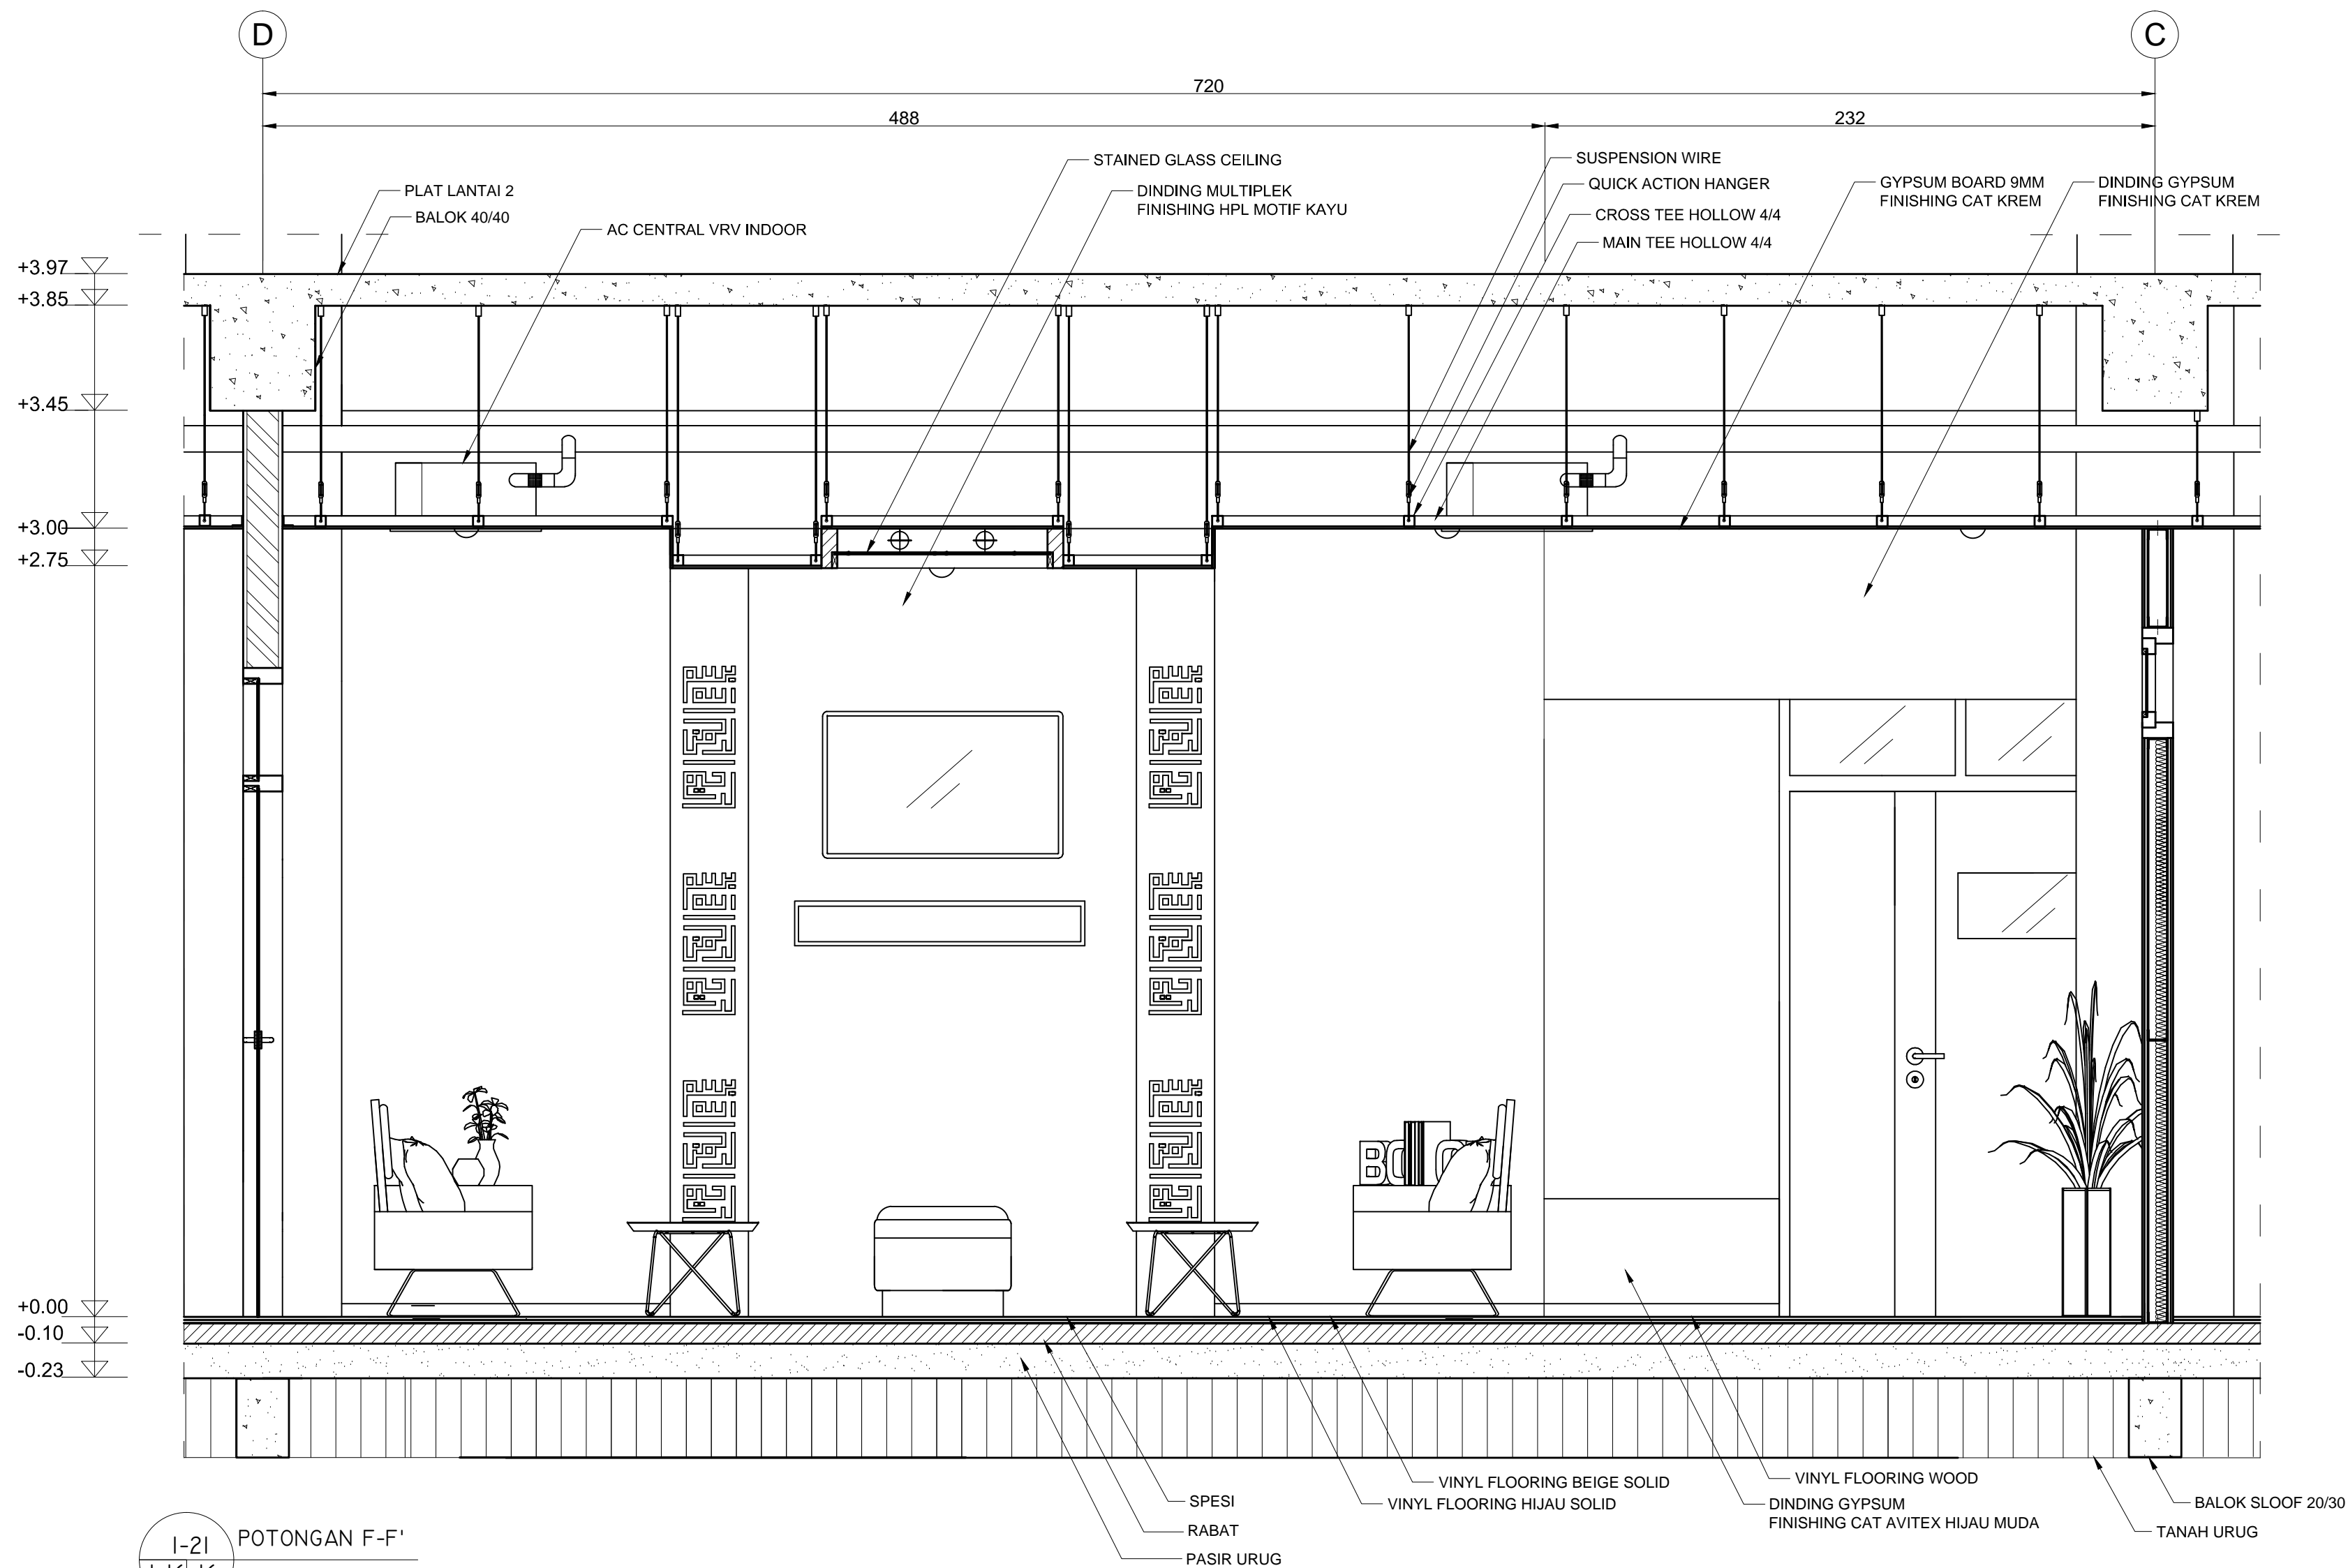 D
C
720
488
232
STAINED GLASS CEILING
SUSPENSION WIRE
PLAT LANTAI 2
DINDING MULTIPLEK
FINISHING HPL MOTIF KAYU
QUICK ACTION HANGER
GYPSUM BOARD 9MM
FINISHING CAT KREM
DINDING GYPSUM
FINISHING CAT KREM
BALOK 40/40
CROSS TEE HOLLOW 4/4
AC CENTRAL VRV INDOOR
MAIN TEE HOLLOW 4/4
+3.97
+3.85
+3.45
+3.00
+2.75
+0.00
-0.10
-0.23
VINYL FLOORING BEIGE SOLID
VINYL FLOORING WOOD
SPESI
VINYL FLOORING HIJAU SOLID
DINDING GYPSUM
FINISHING CAT AVITEX HIJAU MUDA
BALOK SLOOF 20/30
RABAT
TANAH URUG
PASIR URUG
I-21
POTONGAN F-F'